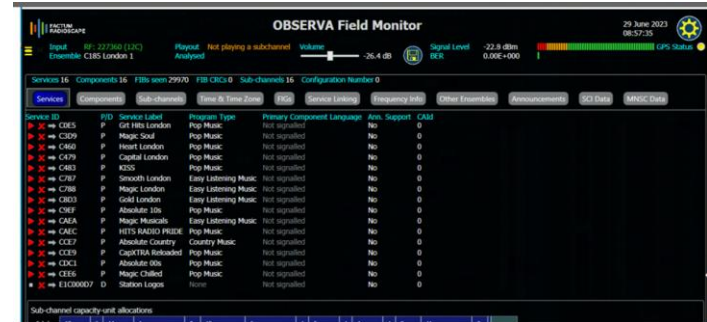 FACTUM RADIOSCAPE
OBSERVA Field Monitor
29 June 2023
08:57:35
Input RF: 227360 (12C) Playout Not playing a subchannel Volume -26.4 dB Signal Level -22.8 dBm GPS Status
Ensemble C185 London 1 Analysed BER 0.00E+000
Services 16 Components 16 FIBs seen 29970 FIB CRCs 0 Sub-channels 16 Configuration Number 0
Services Components Sub-channels Time & Time Zone FIGs Service Linking Frequency Info Other Ensembles Announcements SCI Data MNSC Data
Service ID P/D Service Label Program Type Primary Component Language Ann. Support CAId
CDE5 P Grt Hits London Pop Music Not signalled No 0
C3D9 P Magic Soul Pop Music Not signalled No 0
C460 P Heart London Pop Music Not signalled No 0
C479 P Capital London Pop Music Not signalled No 0
C483 P KISS Pop Music Not signalled No 0
C787 P Smooth London Easy Listening Music Not signalled No 0
C788 P Magic London Easy Listening Music Not signalled No 0
C8D3 P Gold London Easy Listening Music Not signalled No 0
C9EF P Absolute 10s Pop Music Not signalled No 0
CAEA P Magic Musicals Easy Listening Music Not signalled No 0
CAEC P HITS RADIO PRIDE Pop Music Not signalled No 0
CCE7 P Absolute Country Country Music Not signalled No 0
CCE9 P CapXTRA Reloaded Pop Music Not signalled No 0
CDC1 P Absolute 00s Pop Music Not signalled No 0
CEE6 P Magic Chilled Pop Music Not signalled No 0
E1C000D7 D Station Logos None Not signalled No 0
Sub-channel capacity-unit allocations